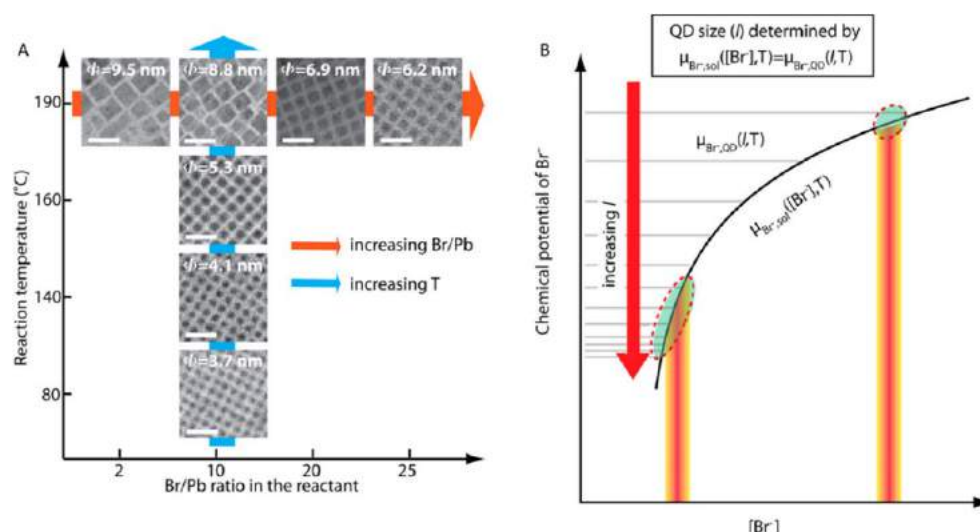 A
190
160
140
80
Reaction temperature (°C)
<l>=9.5 nm
<l>=8.8 nm
<l>=6.9 nm
<l>=6.2 nm
<l>=5.3 nm
<l>=4.1 nm
<l>=3.7 nm
increasing Br/Pb
increasing T
2
10
20
25
Br/Pb ratio in the reactant
B
QD size (l) determined by
μBr-,sol([Br-],T)=μBr-,QD(l,T)
Chemical potential of Br-
increasing l
μBr-,QD(l,T)
μBr-,sol([Br-],T)
[Br-]